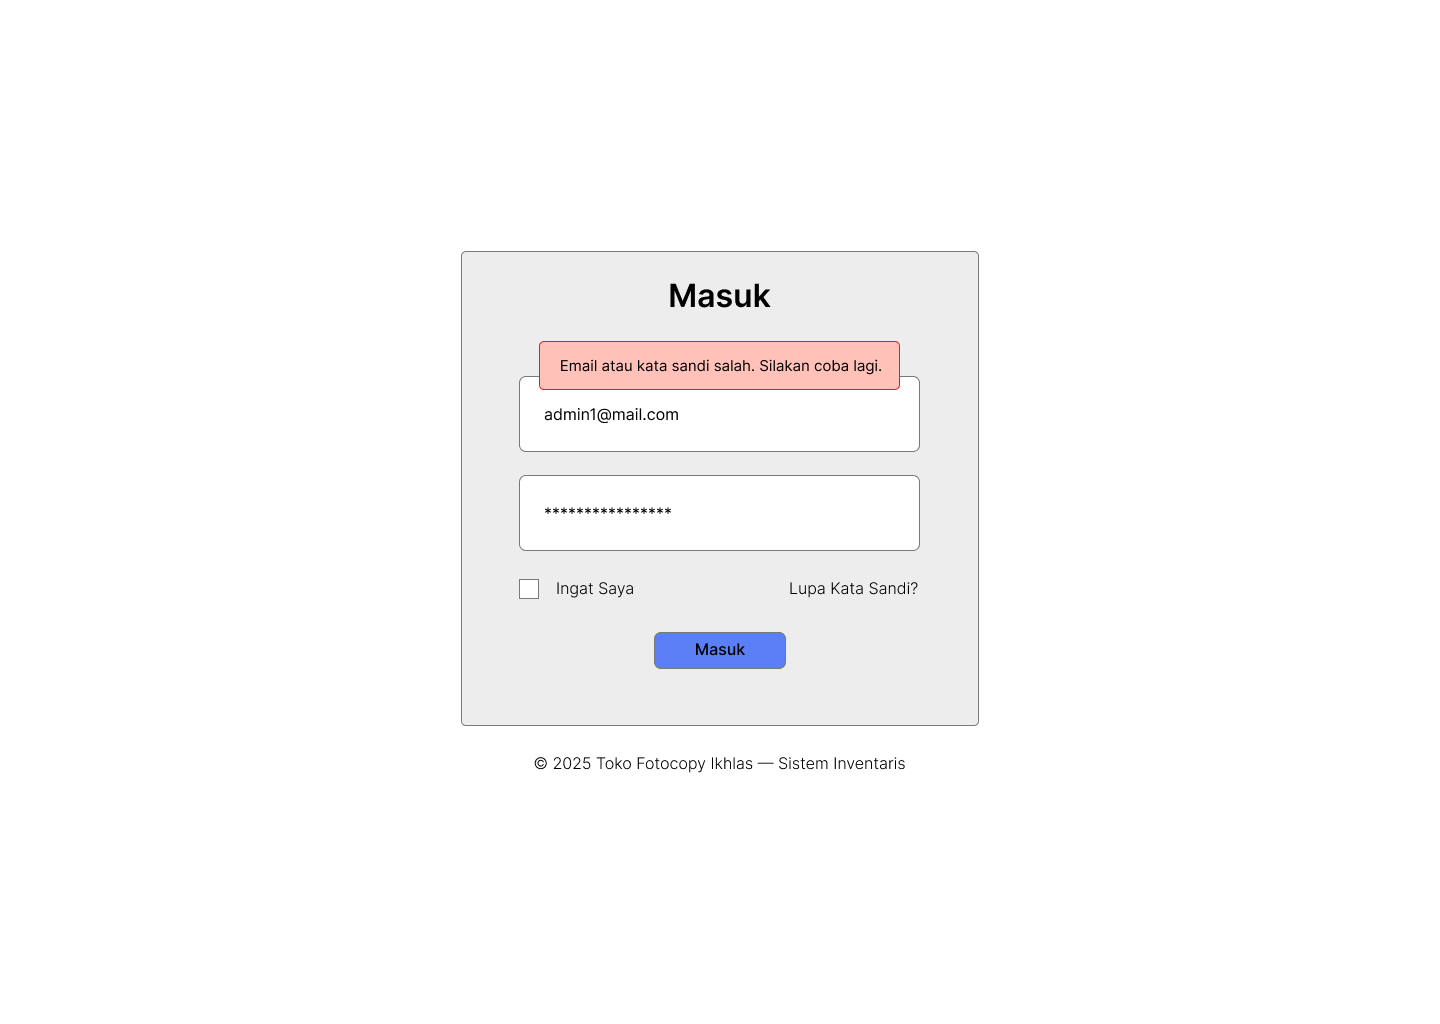 Masuk
Email atau kata sandi salah. Silakan coba lagi.
admin1@mail.com
****************
Ingat Saya
Lupa Kata Sandi?
Masuk
© 2025 Toko Fotocopy Ikhlas — Sistem Inventaris